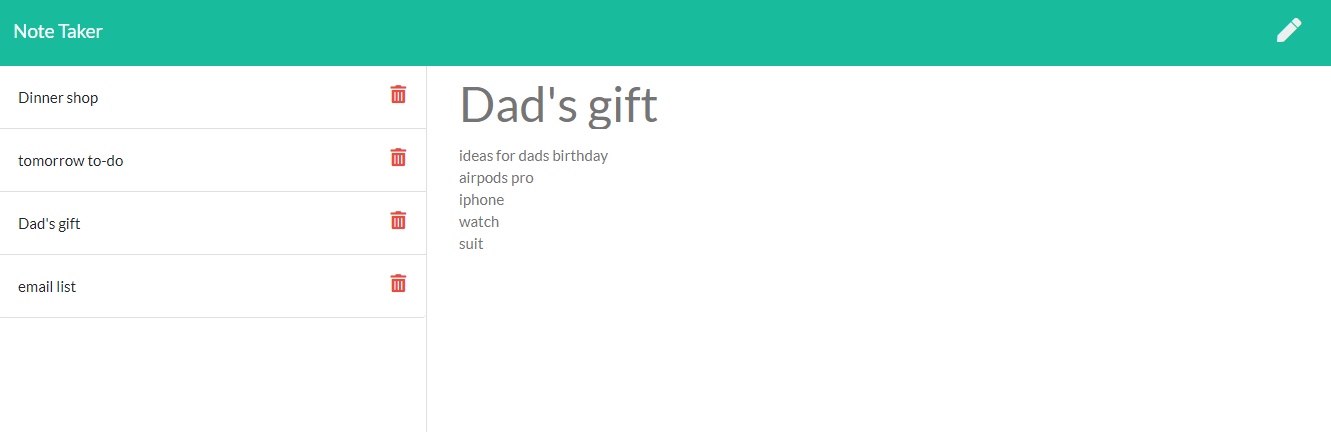 Note Taker
Dinner shop
tomorrow to-do
Dad's gift
email list
Dad's gift
ideas for dads birthday
airpods pro
iphone
watch
suit